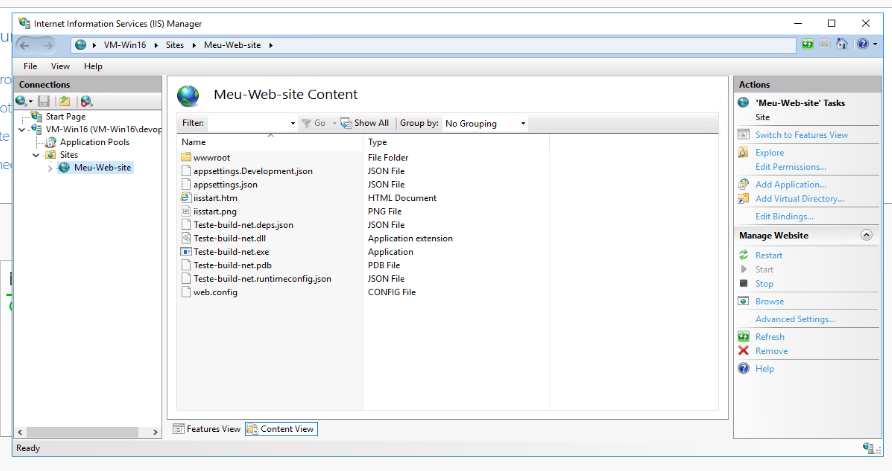 Internet Information Services (IIS) Manager
VM-Win16 Sites Meu-Web-site
File View Help
Connections
Start Page
VM-Win16 (VM-Win16\devop
Application Pools
Sites
Meu-Web-site
Meu-Web-site Content
Filter: Go Show All Group by: No Grouping
Name Type
wwwroot File Folder
appsettings.Development.json JSON File
appsettings.json JSON File
iisstart.htm HTML Document
iisstart.png PNG File
Teste-build-net.deps.json JSON File
Teste-build-net.dll Application extension
Teste-build-net.exe Application
Teste-build-net.pdb PDB File
Teste-build-net.runtimeconfig.json JSON File
web.config CONFIG File
Features View Content View
Actions
'Meu-Web-site' Tasks
Site
Switch to Features View
Explore
Edit Permissions...
Add Application...
Add Virtual Directory...
Edit Bindings...
Manage Website
Restart
Start
Stop
Browse
Advanced Settings...
Refresh
Remove
Help
Ready